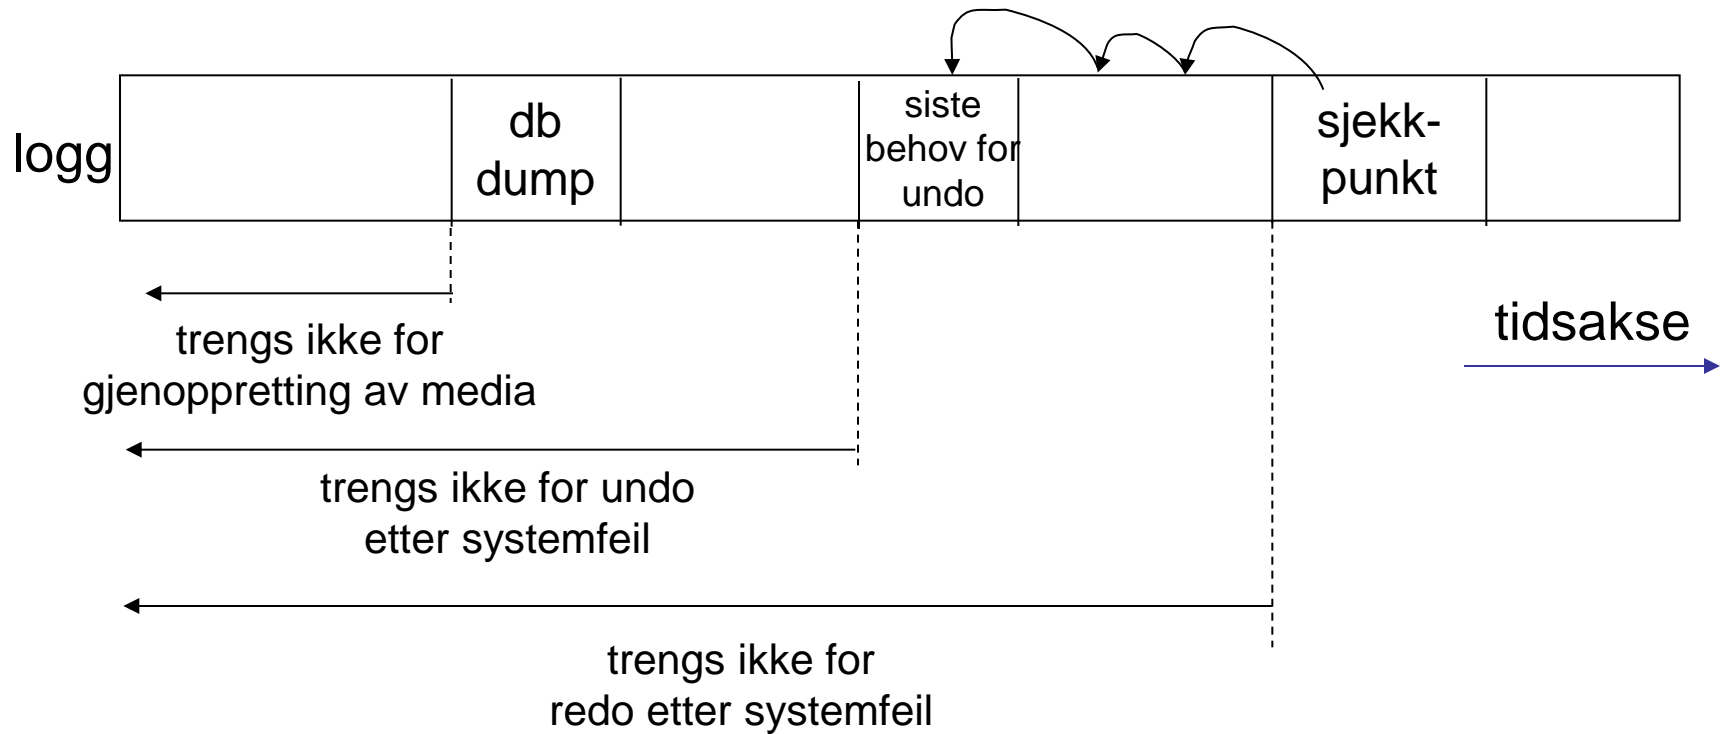 logg
db
dump
siste
behov for
undo
sjekk-
punkt
tidsakse
trengs ikke for
gjenoppretting av media
trengs ikke for undo
etter systemfeil
trengs ikke for
redo etter systemfeil